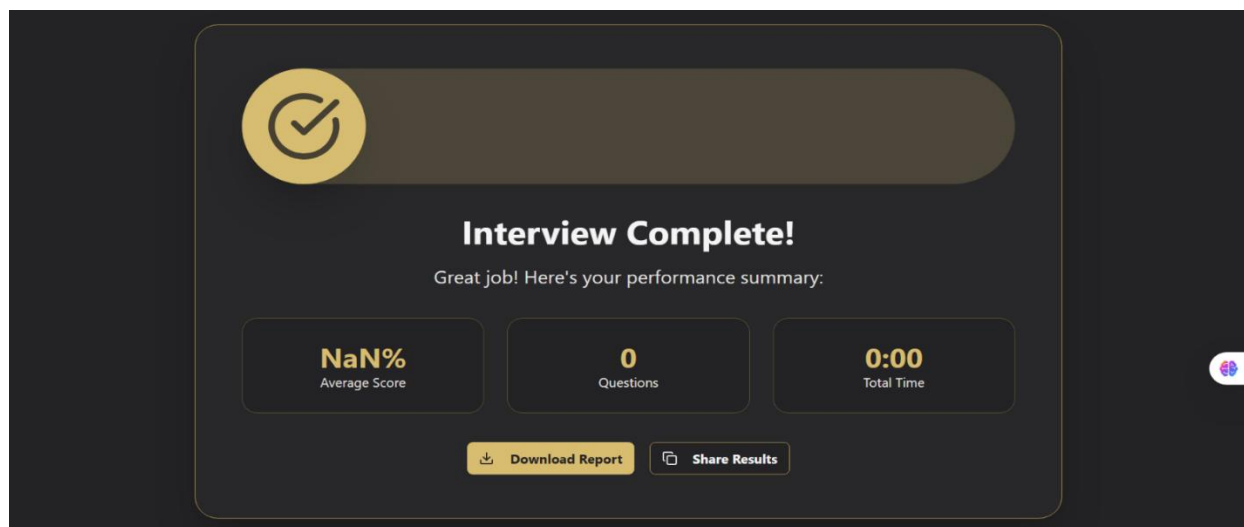 Interview Complete!
Great job! Here's your performance summary:
NaN%
Average Score
0
Questions
0:00
Total Time
Download Report
Share Results